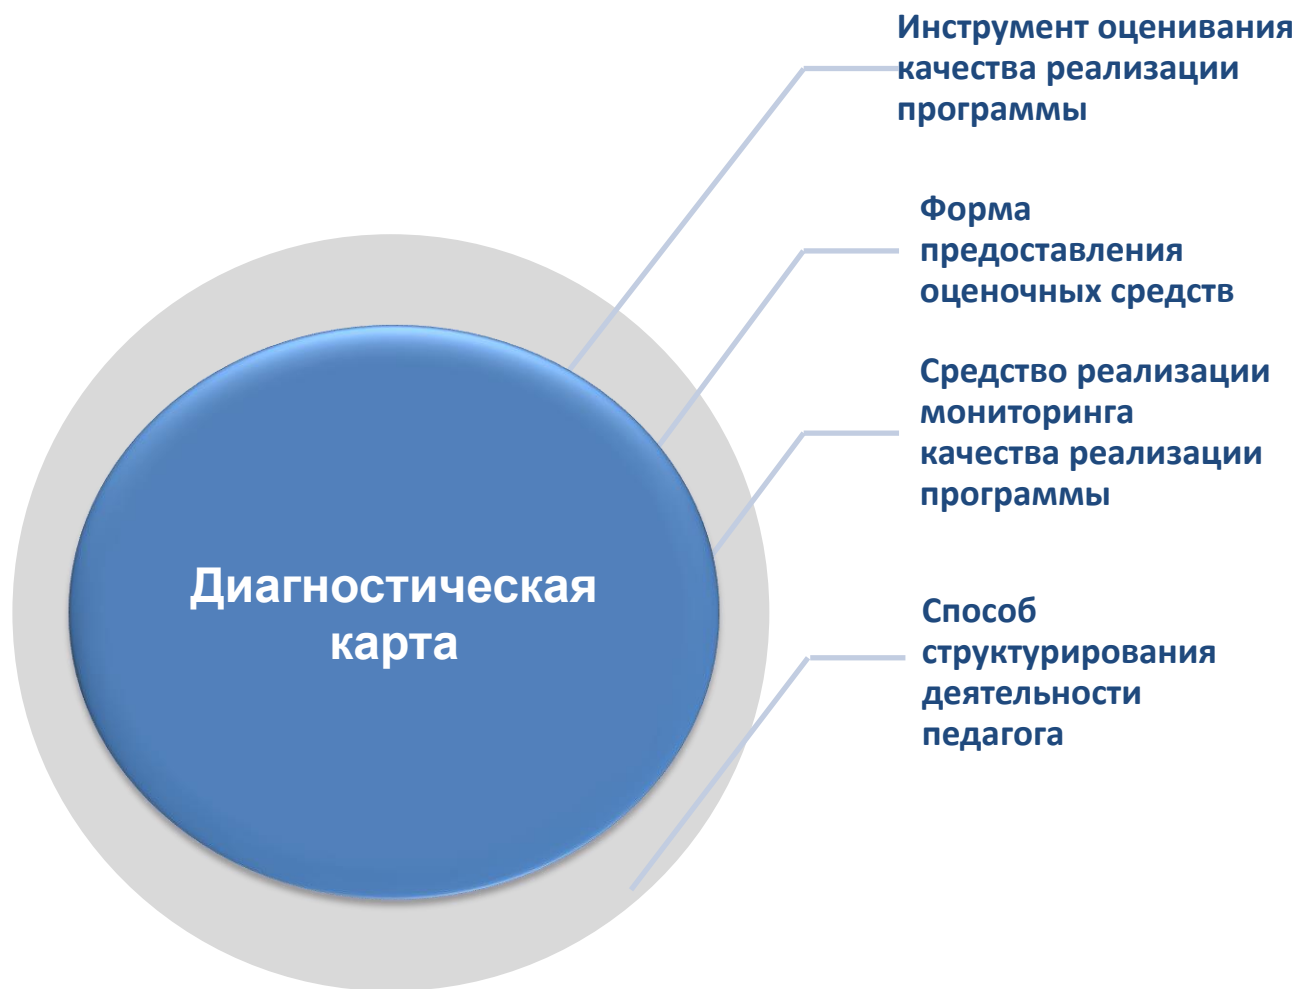 Инструмент оценивания
качества реализации
программы
Форма
предоставления
оценочных средств
Средство реализации
мониторинга
качества реализации
программы
Диагностическая
карта
Способ
структурирования
деятельности
педагога